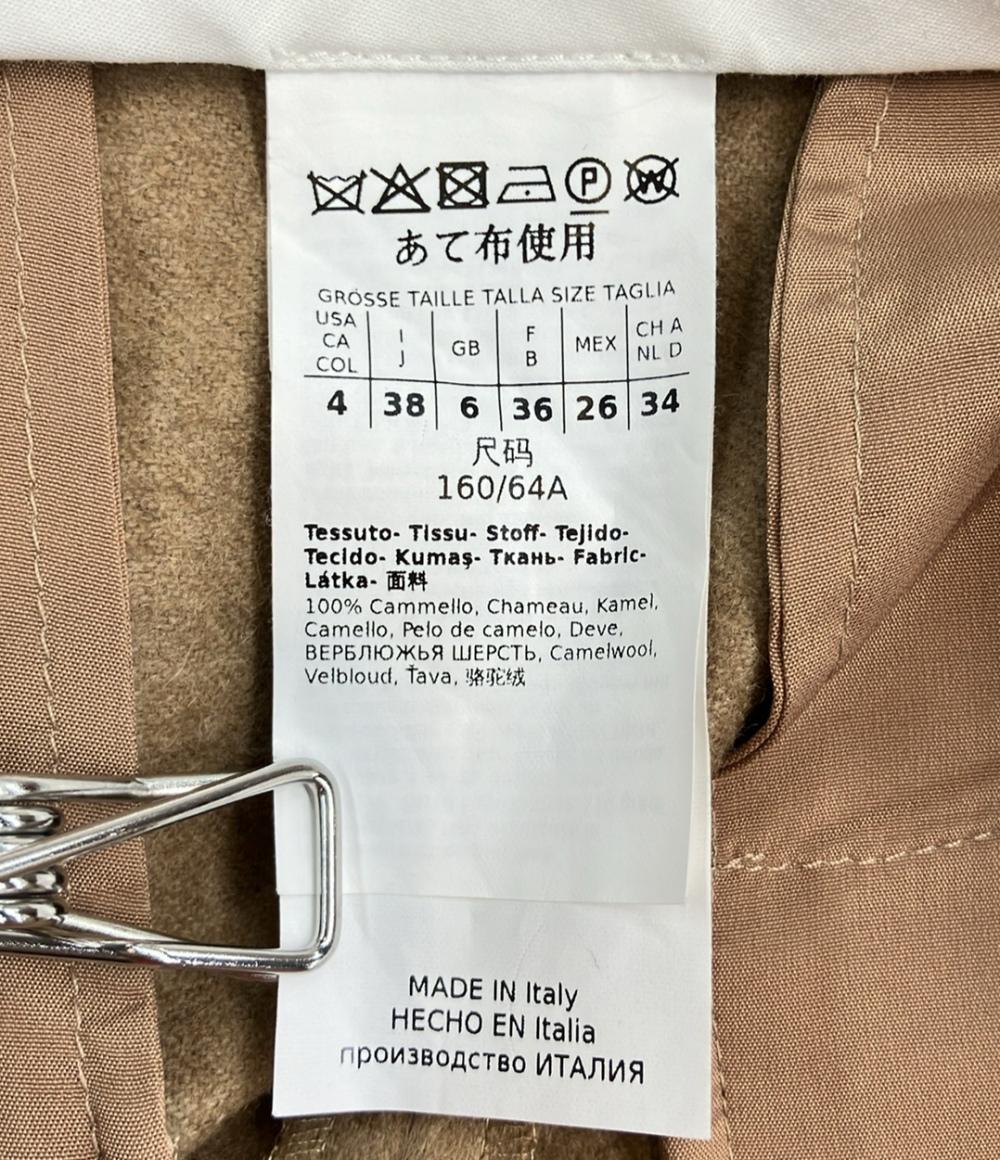 P W
あて布使用
GRÖSSE TAILLE TALLA SIZE TAGLIA
USA CA COL I J GB F B MEX CH A NL D
4 38 6 36 26 34
尺码
160/64A
Tessuto- Tissu- Stoff- Tejido-
Tecido- Kumaş- Ткань- Fabric-
Látka- 面料
100% Cammello, Chameau, Kamel,
Camello, Pelo de camelo, Deve,
ВЕРБЛЮЖЬЯ ШЕРСТЬ, Camelwool,
Velbloud, Ťava, 骆驼绒
MADE IN Italy
HECHO EN Italia
производство ИТАЛИЯ